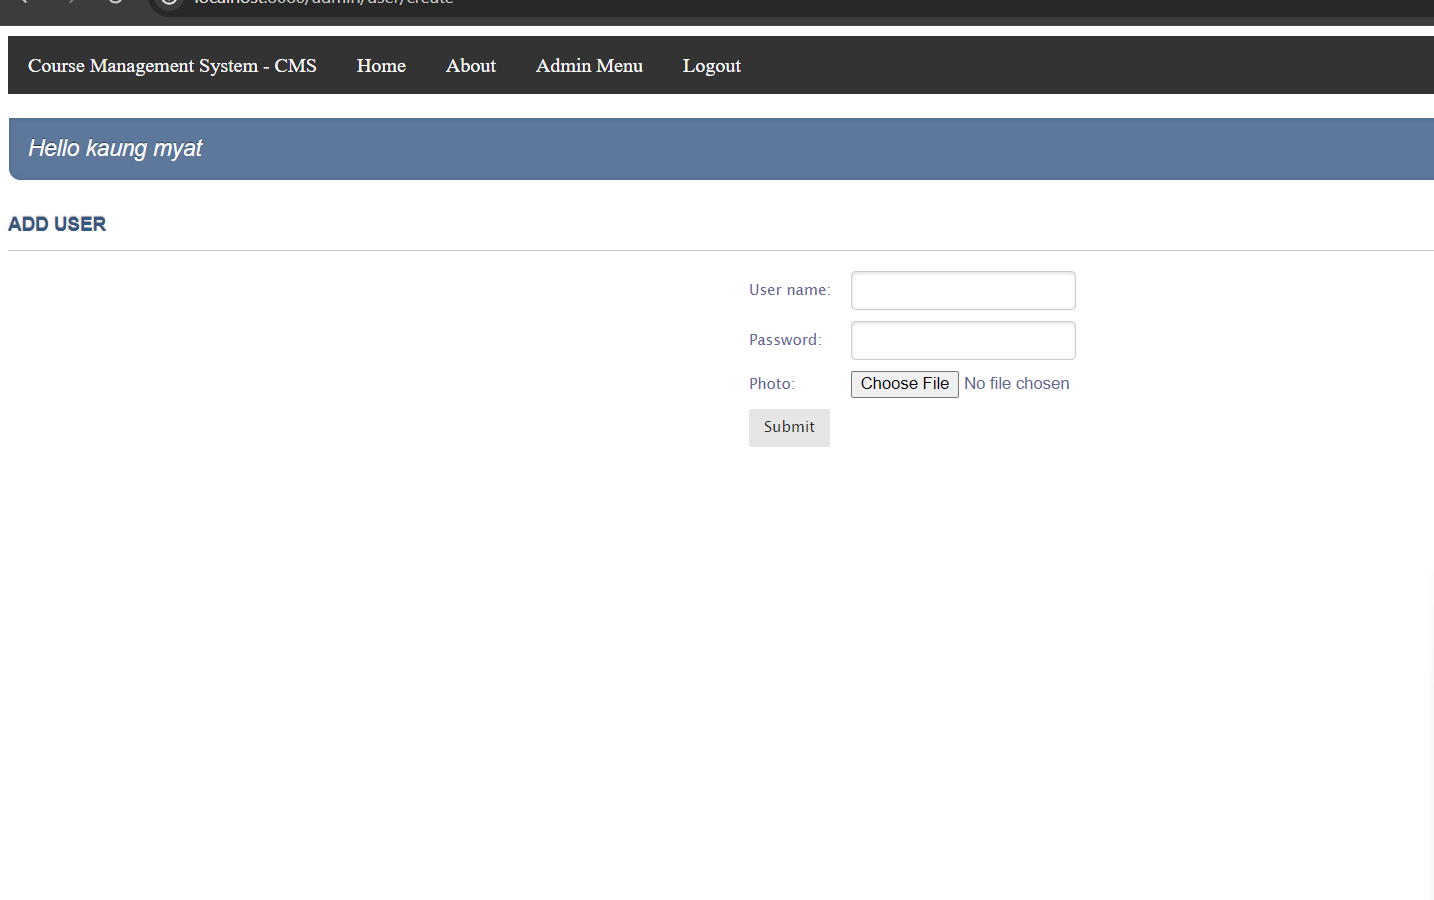 localhost:8080/admin/user/create
Course Management System - CMS Home About Admin Menu Logout
Hello kaung myat
ADD USER
User name:
Password:
Photo: Choose File No file chosen
Submit